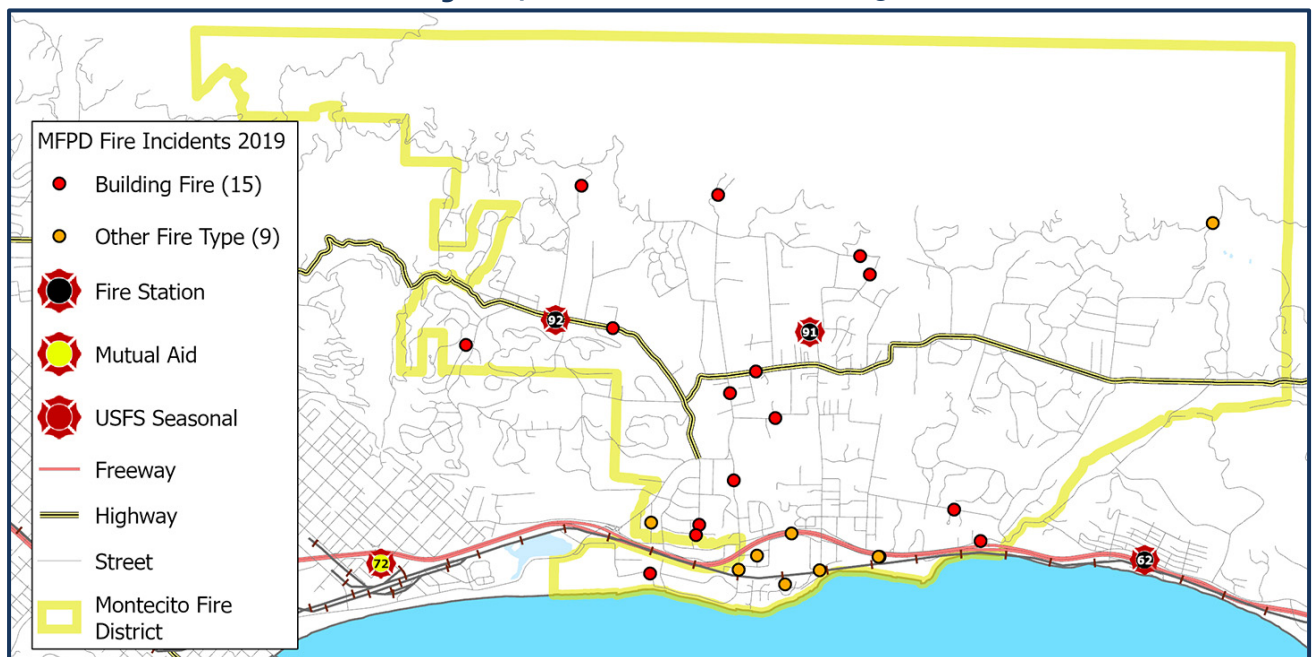 MFPD Fire Incidents 2019
Building Fire (15)
Other Fire Type (9)
Fire Station
Mutual Aid
USFS Seasonal
Freeway
Highway
Street
Montecito Fire
District
92
91
72
62